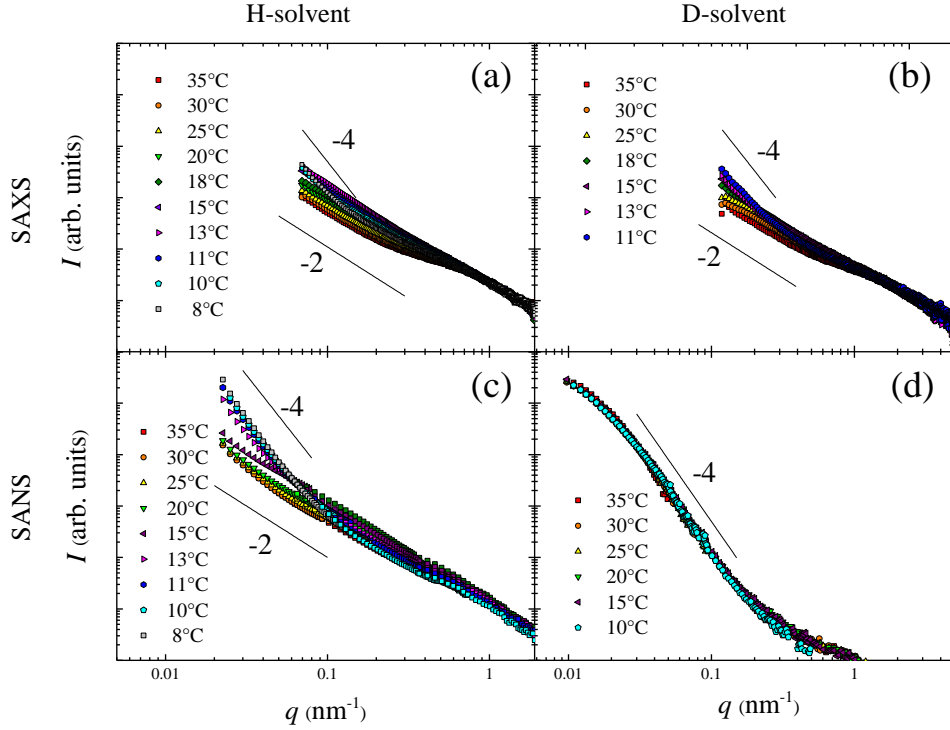 H-solvent
D-solvent
SAXS
I (arb. units)
(a)
35°C
30°C
25°C
20°C
18°C
15°C
13°C
11°C
10°C
8°C
-4
-2
(b)
35°C
30°C
25°C
18°C
15°C
13°C
11°C
-4
-2
SANS
I (arb. units)
(c)
35°C
30°C
25°C
20°C
15°C
13°C
11°C
10°C
8°C
-4
-2
0.01
0.1
1
q (nm⁻¹)
(d)
35°C
30°C
25°C
20°C
15°C
10°C
-4
0.01
0.1
1
q (nm⁻¹)